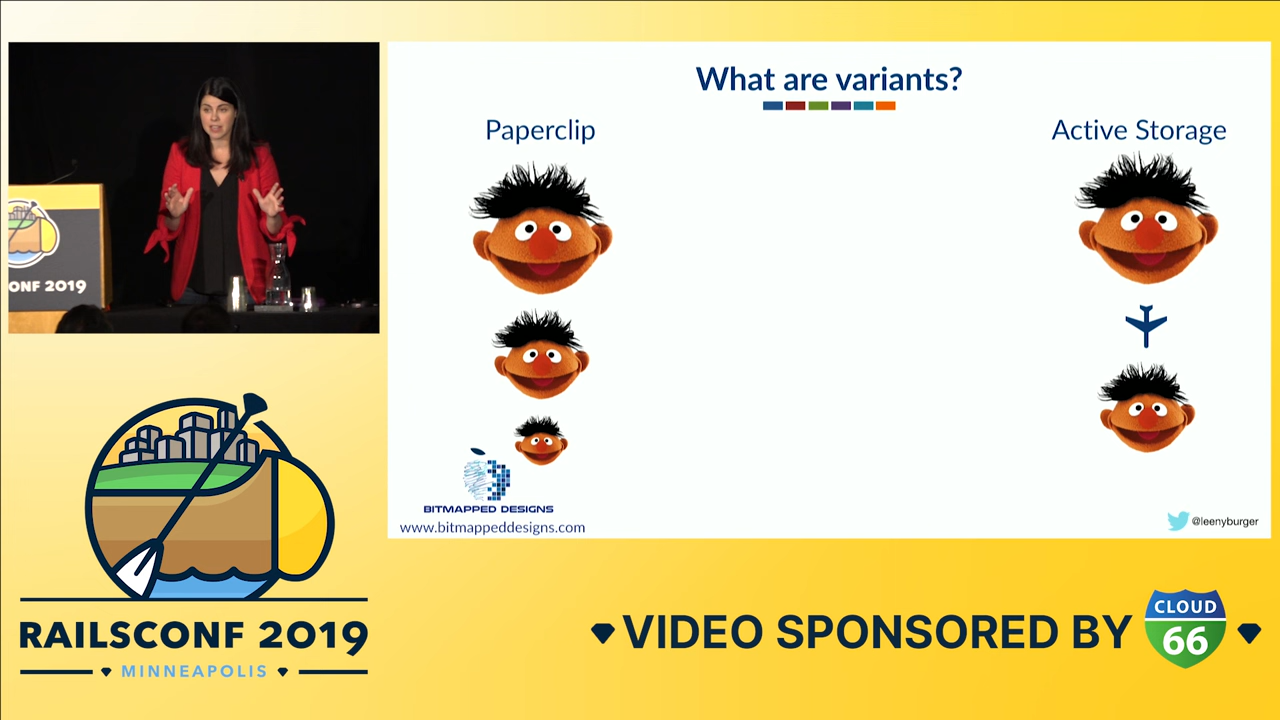 What are variants?
Paperclip
Active Storage
BITMAPPED DESIGNS
www.bitmappeddesigns.com
@leenyburger
ONF 2019
RAILSCONF 2019
MINNEAPOLIS
VIDEO SPONSORED BY
CLOUD
66